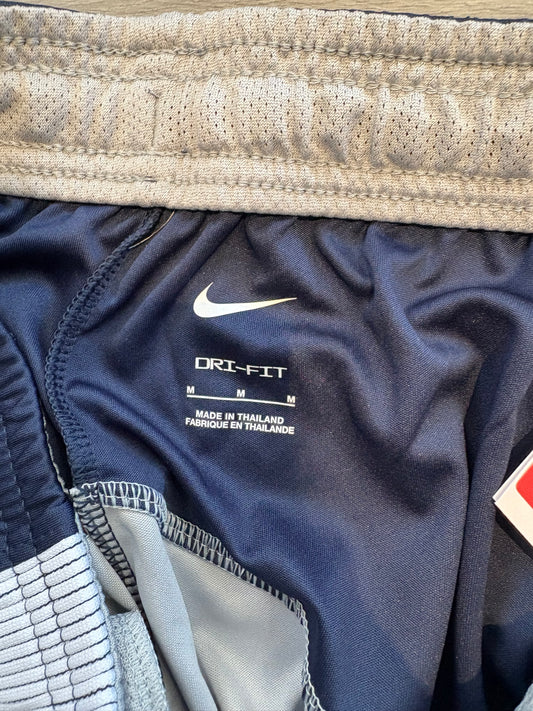 DRI-FIT
M M M
MADE IN THAILAND
FABRIQUE EN THAILANDE